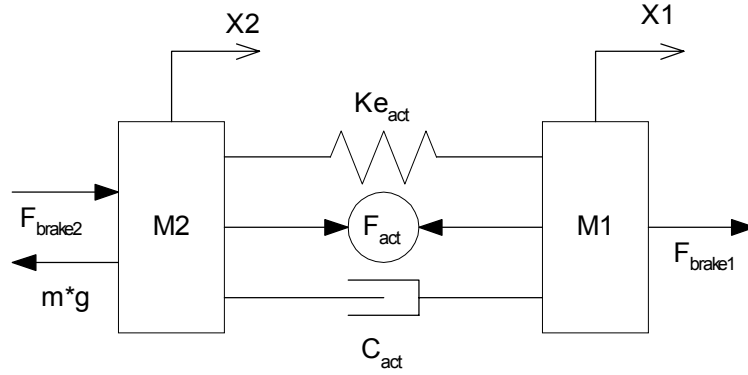 X2
X1
Ke_act
F_brake2
M2
F_act
M1
F_brake1
m*g
C_act